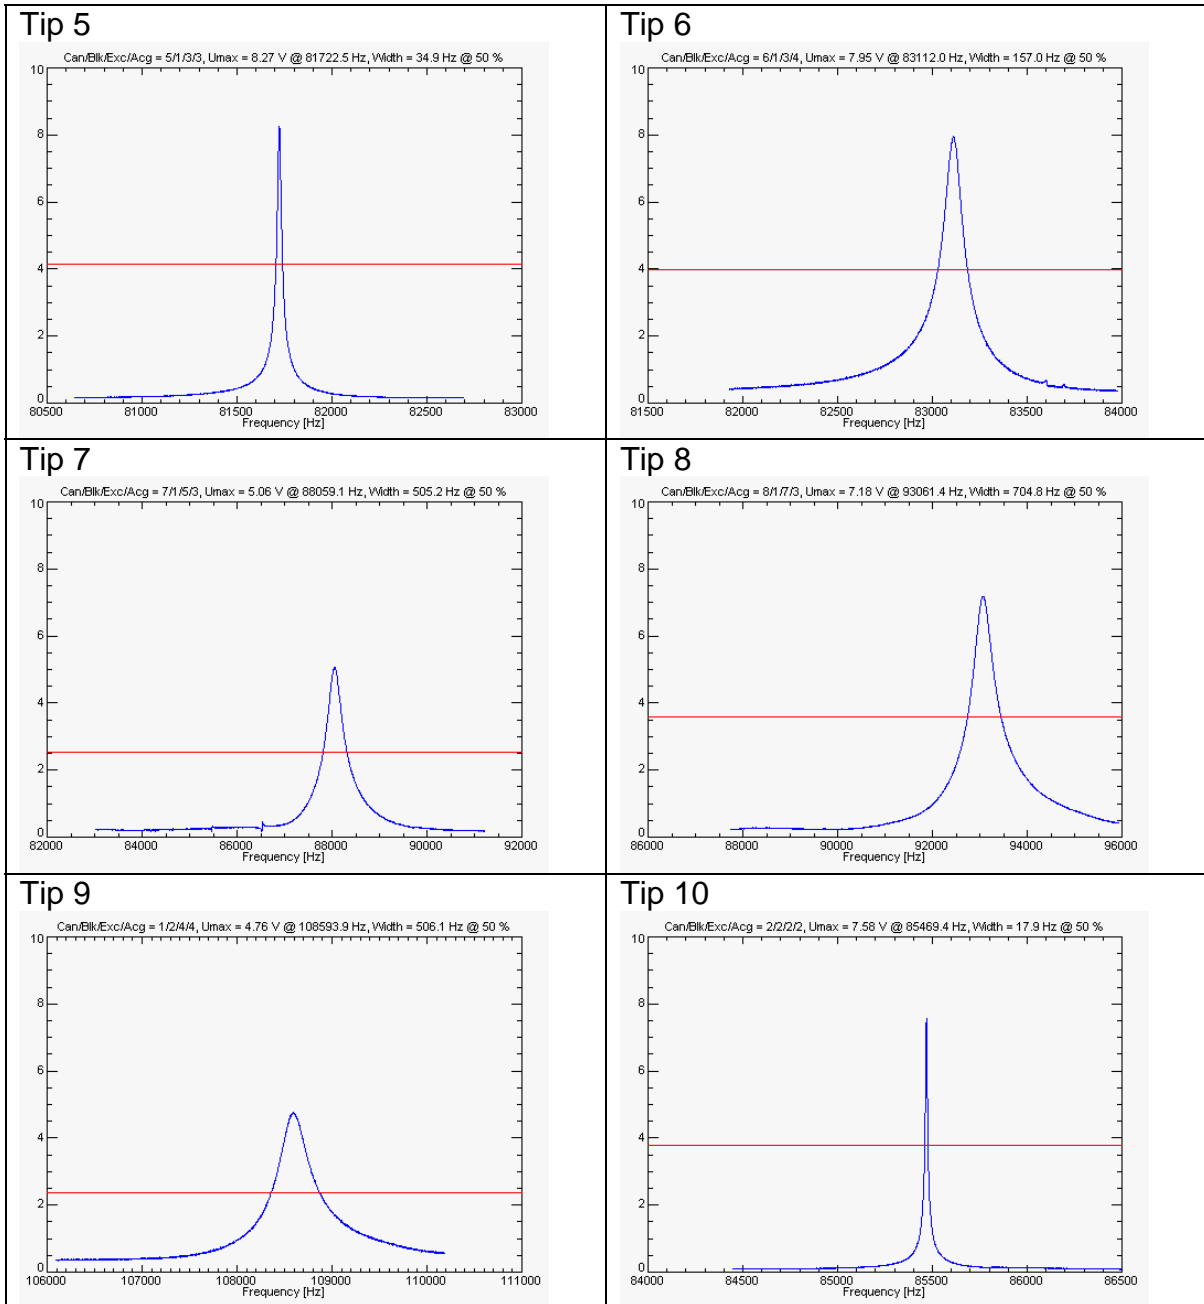 Tip 5
Can/Blk/Exc/Acg = 5/1/3/3, Umax = 8.27 V @ 81722.5 Hz, Width = 34.9 Hz @ 50 %
10
8
6
4
2
0
80500 81000 81500 82000 82500 83000
Frequency [Hz]
Tip 6
Can/Blk/Exc/Acg = 6/1/3/4, Umax = 7.95 V @ 83112.0 Hz, Width = 157.0 Hz @ 50 %
10
8
6
4
2
0
81500 82000 82500 83000 83500 84000
Frequency [Hz]
Tip 7
Can/Blk/Exc/Acg = 7/1/5/3, Umax = 5.06 V @ 88059.1 Hz, Width = 505.2 Hz @ 50 %
10
8
6
4
2
0
82000 84000 86000 88000 90000 92000
Frequency [Hz]
Tip 8
Can/Blk/Exc/Acg = 8/1/7/3, Umax = 7.18 V @ 93061.4 Hz, Width = 704.8 Hz @ 50 %
10
8
6
4
2
0
86000 88000 90000 92000 94000 96000
Frequency [Hz]
Tip 9
Can/Blk/Exc/Acg = 1/2/4/4, Umax = 4.76 V @ 108593.9 Hz, Width = 506.1 Hz @ 50 %
10
8
6
4
2
0
106000 107000 108000 109000 110000 111000
Frequency [Hz]
Tip 10
Can/Blk/Exc/Acg = 2/2/2/2, Umax = 7.58 V @ 85469.4 Hz, Width = 17.9 Hz @ 50 %
10
8
6
4
2
0
84000 84500 85000 85500 86000 86500
Frequency [Hz]